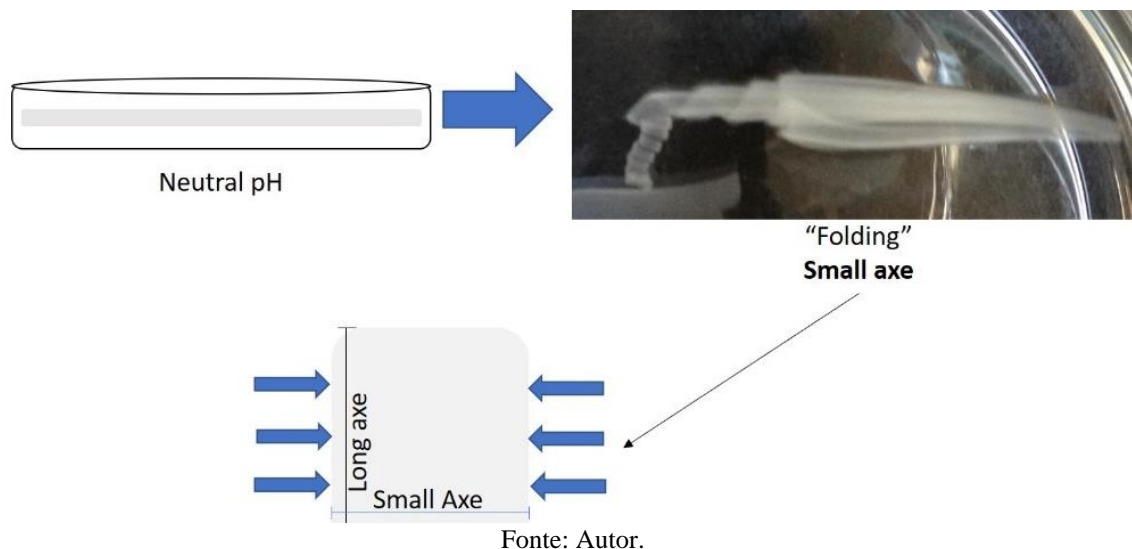 Neutral pH
“Folding”
Small axe
Long axe
Small Axe
Fonte: Autor.